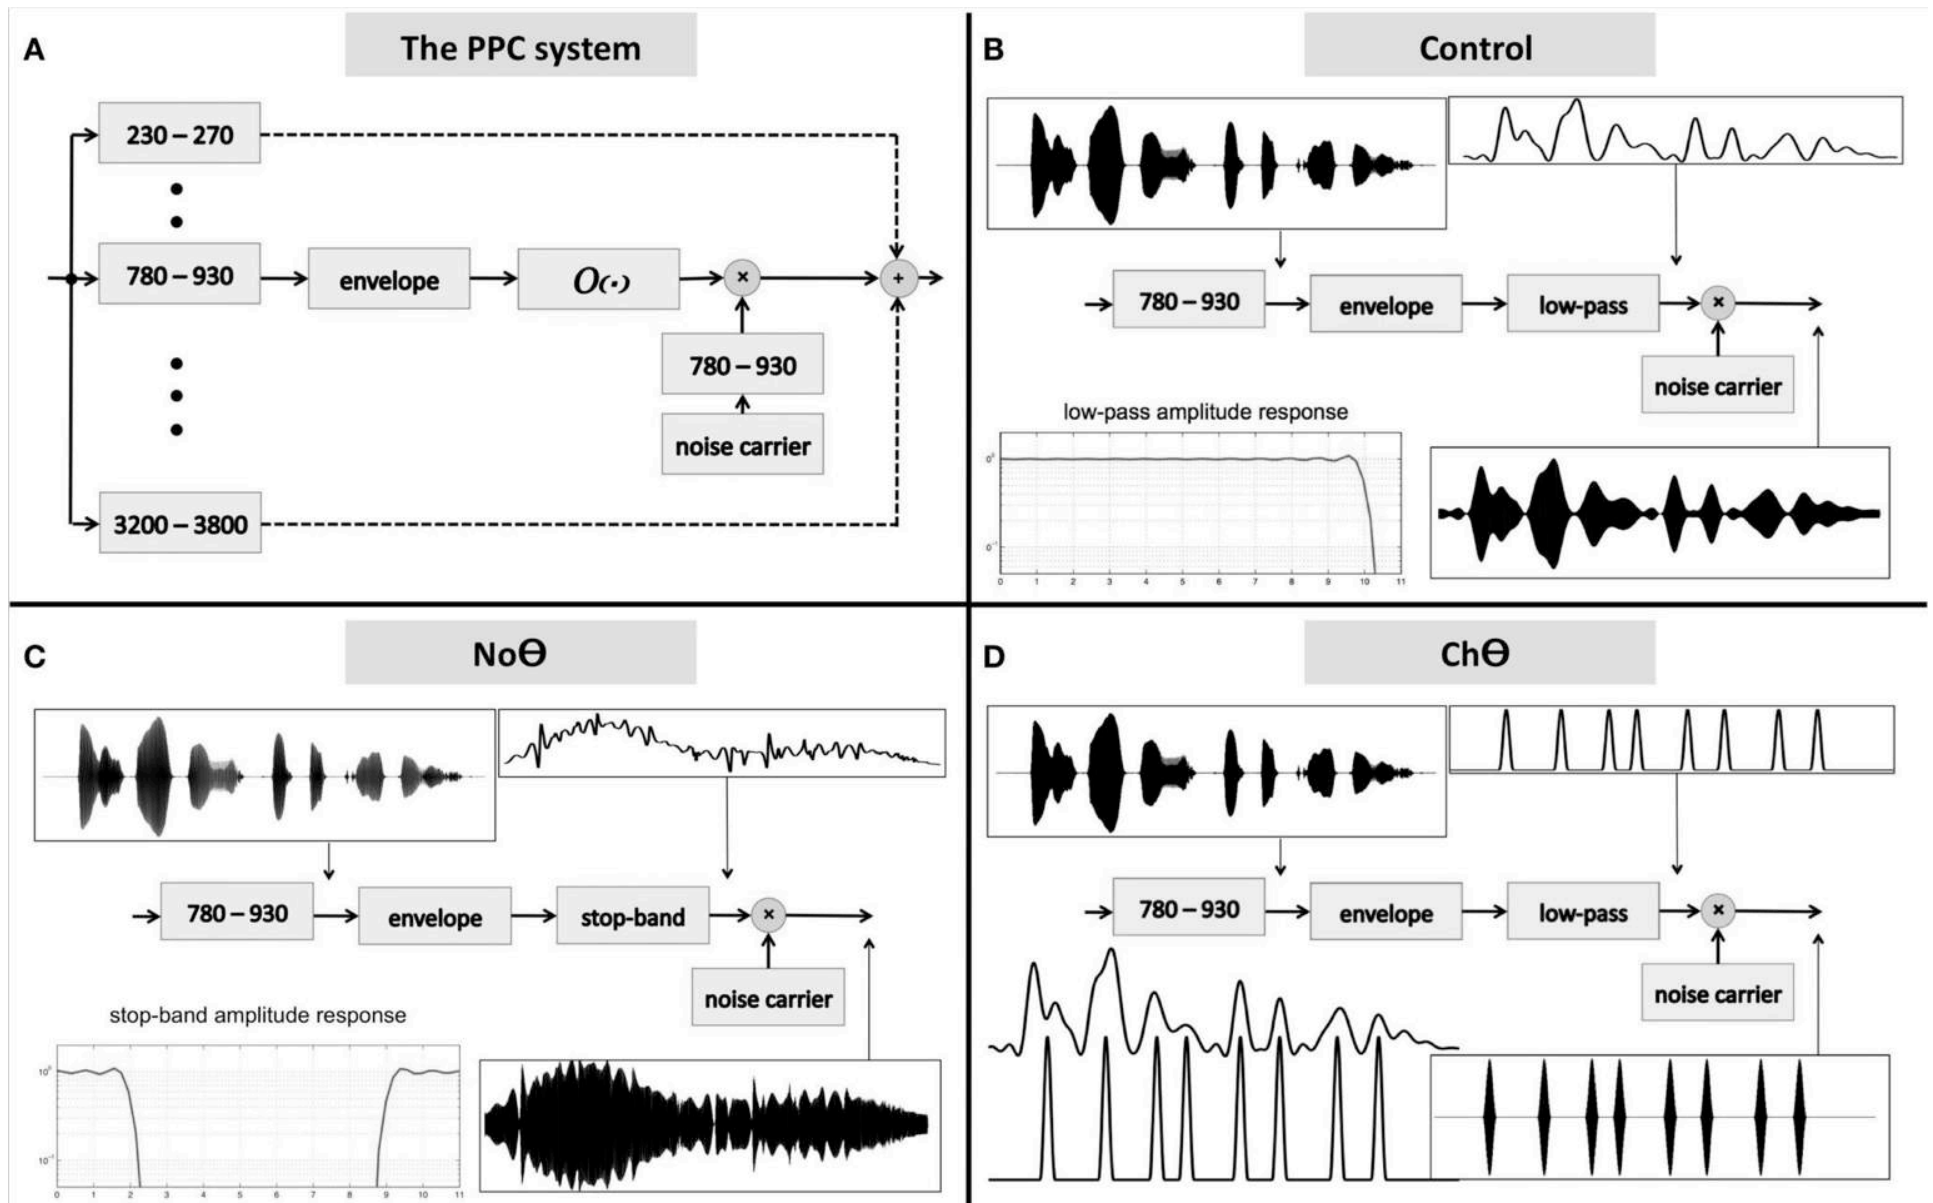 A
The PPC system
230 – 270
780 – 930
envelope
O(·)
×
+
780 – 930
noise carrier
3200 – 3800
B
Control
780 – 930
envelope
low-pass
×
noise carrier
low-pass amplitude response
0 1 2 3 4 5 6 7 8 9 10 11
C
NoΘ
780 – 930
envelope
stop-band
×
noise carrier
stop-band amplitude response
10⁰
10⁻¹
0 1 2 3 4 5 6 7 8 9 10 11
D
ChΘ
780 – 930
envelope
low-pass
×
noise carrier